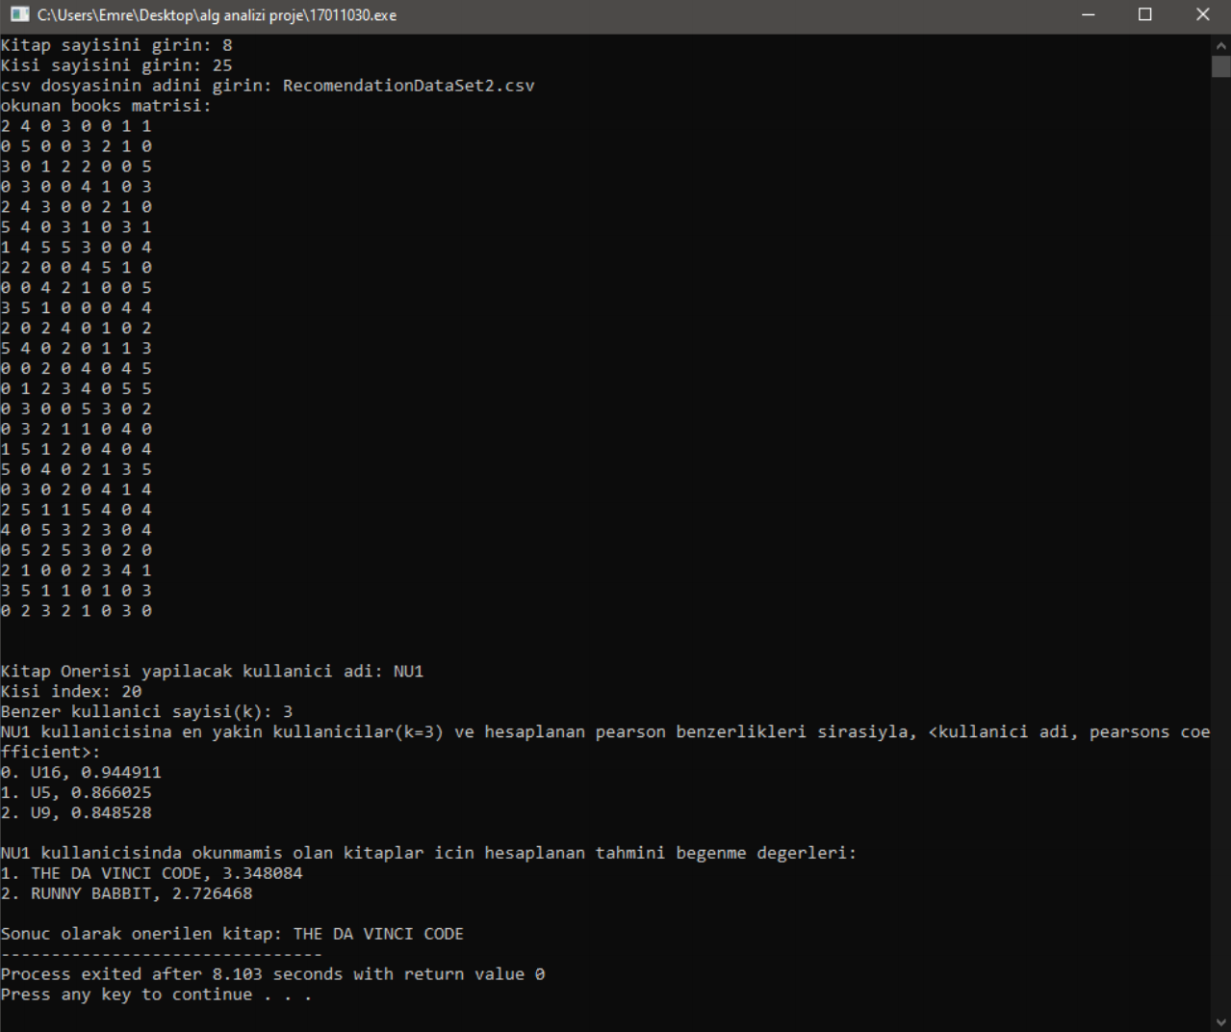 C:\Users\Emre\Desktop\alg analizi proje\17011030.exe
Kitap sayisini girin: 8
Kisi sayisini girin: 25
csv dosyasinin adini girin: RecomendationDataSet2.csv
okunan books matrisi:
2 4 0 3 0 0 1 1
0 5 0 0 3 2 1 0
3 0 1 2 2 0 0 5
0 3 0 0 4 1 0 3
2 4 3 0 0 2 1 0
5 4 0 3 1 0 3 1
1 4 5 5 3 0 0 4
2 2 0 0 4 5 1 0
0 0 4 2 1 0 0 5
3 5 1 0 0 0 4 4
2 0 2 4 0 1 0 2
5 4 0 2 0 1 1 3
0 0 2 0 4 0 4 5
0 1 2 3 4 0 5 5
0 3 0 0 5 3 0 2
0 3 2 1 1 0 4 0
1 5 1 2 0 4 0 4
5 0 4 0 2 1 3 5
0 3 0 2 0 4 1 4
2 5 1 1 5 4 0 4
4 0 5 3 2 3 0 4
0 5 2 5 3 0 2 0
2 1 0 0 2 3 4 1
3 5 1 1 0 1 0 3
0 2 3 2 1 0 3 0
Kitap Onerisi yapilacak kullanici adi: NU1
Kisi index: 20
Benzer kullanici sayisi(k): 3
NU1 kullanicisina en yakin kullanicilar(k=3) ve hesaplanan pearson benzerlikleri sirasiyla, <kullanici adi, pearsons coe
fficient>:
0. U16, 0.944911
1. U5, 0.866025
2. U9, 0.848528
NU1 kullanicisinda okunmamis olan kitaplar icin hesaplanan tahmini begenme degerleri:
1. THE DA VINCI CODE, 3.348084
2. RUNNY BABBIT, 2.726468
Sonuc olarak onerilen kitap: THE DA VINCI CODE
--------------------------------
Process exited after 8.103 seconds with return value 0
Press any key to continue . . .